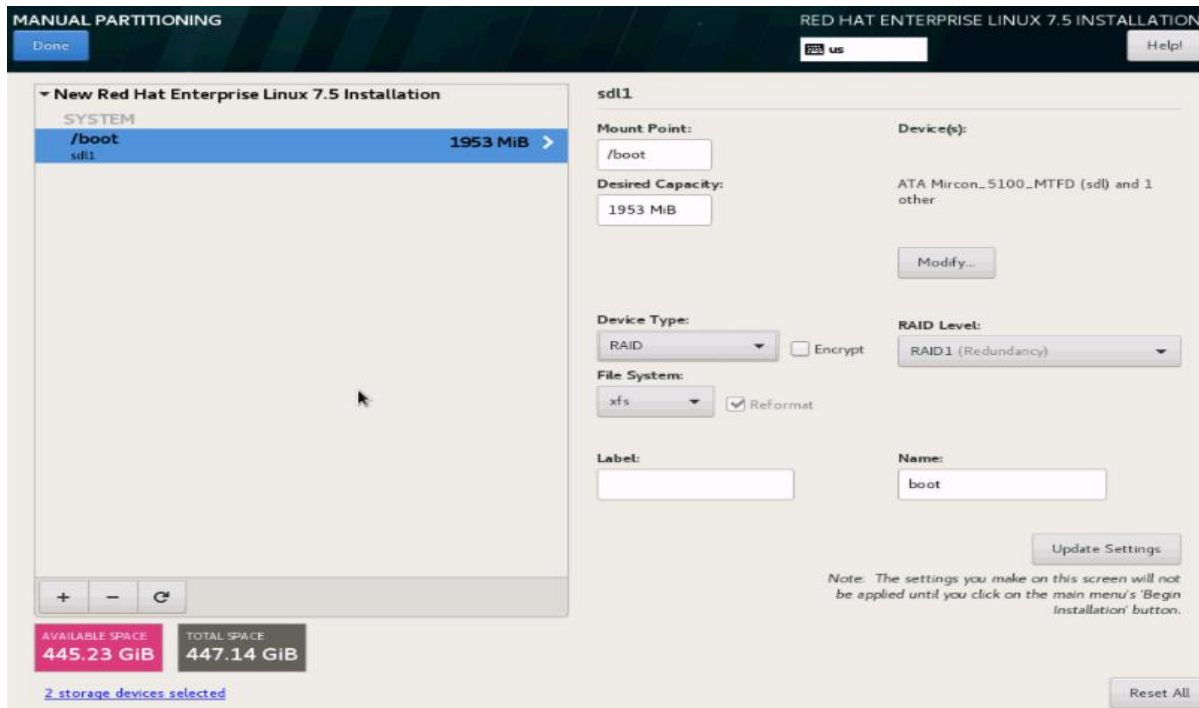 MANUAL PARTITIONING
RED HAT ENTERPRISE LINUX 7.5 INSTALLATION
Done
us
Help!
New Red Hat Enterprise Linux 7.5 Installation
SYSTEM
/boot
1953 MiB
sdl1
sdl1
Mount Point:
/boot
Desired Capacity:
1953 MiB
Device(s):
ATA Mircon_5100_MTFD (sdl) and 1
other
Modify...
Device Type:
RAID
Encrypt
RAID Level:
RAID1 (Redundancy)
File System:
xfs
Reformat
Label:
Name:
boot
Update Settings
Note: The settings you make on this screen will not
be applied until you click on the main menu's 'Begin
Installation' button.
+ −
AVAILABLE SPACE
445.23 GiB
TOTAL SPACE
447.14 GiB
2 storage devices selected
Reset All